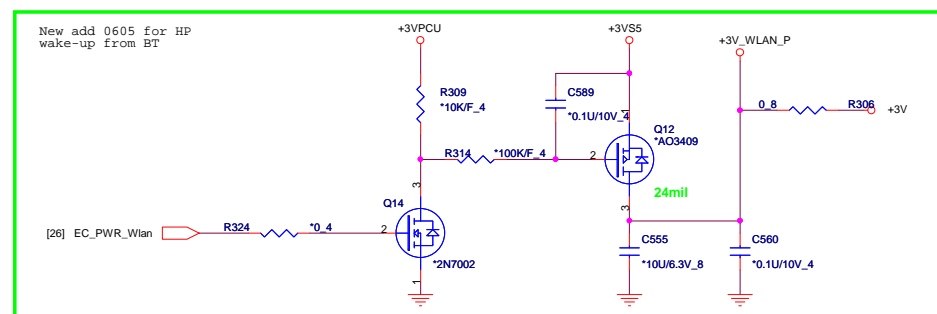 New add 0605 for HP
wake-up from BT
+3VPCU
+3VS5
+3V_WLAN_P
R309
*10K/F_4
C589
*0.1U/10V_4
1
Q12
*AO3409
0_8
R306
+3V
R314
*100K/F_4
2
24mil
3
3
Q14
[26] EC_PWR_Wlan
R324
*0_4
2
*2N7002
1
C555
*10U/6.3V_8
C560
*0.1U/10V_4